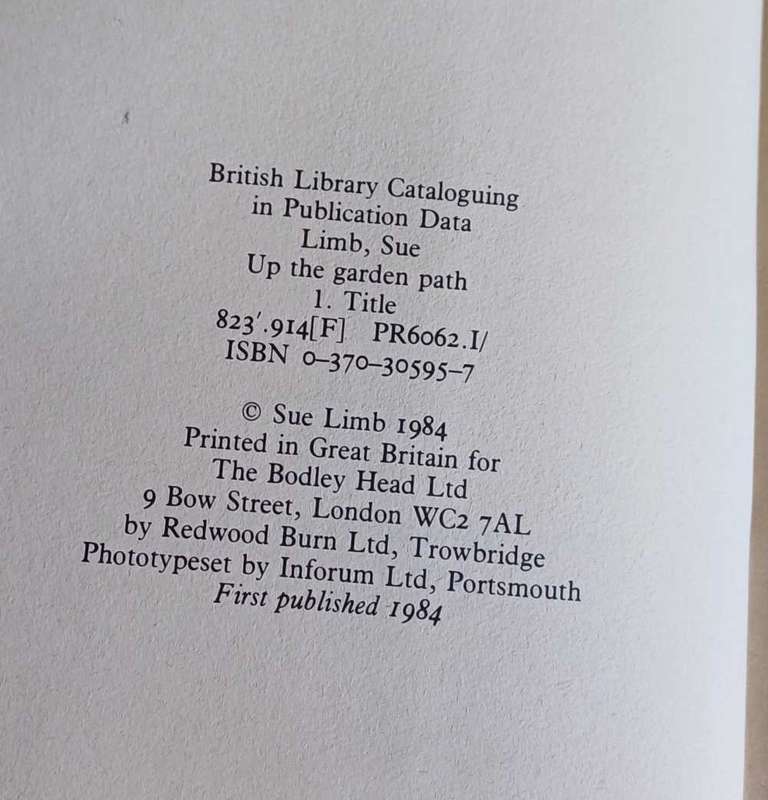 British Library Cataloguing
in Publication Data
Limb, Sue
Up the garden path
1. Title
823'.914[F] PR6062.I/
ISBN 0–370–30595–7
© Sue Limb 1984
Printed in Great Britain for
The Bodley Head Ltd
9 Bow Street, London WC2 7AL
by Redwood Burn Ltd, Trowbridge
Phototypeset by Inforum Ltd, Portsmouth
First published 1984